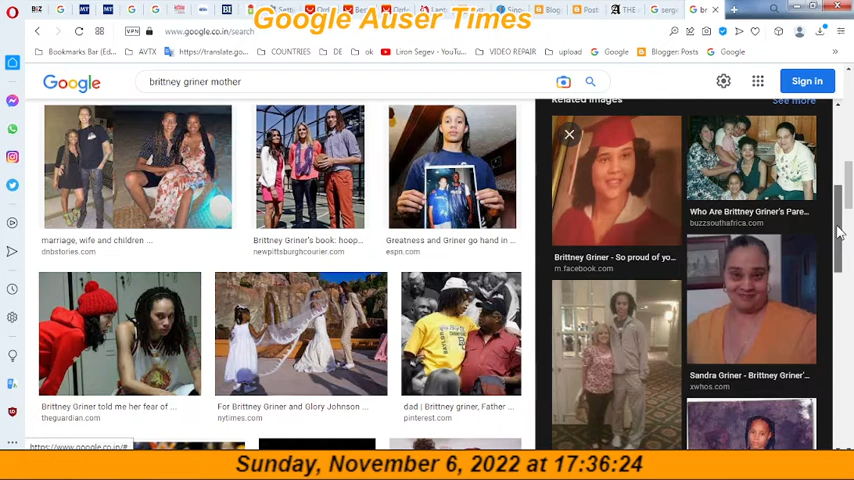 Google Auser Times
www.google.co.in/search
VPN
Bookmarks Bar (Ed...
AVTX
https://translate.go...
COUNTRIES
DE
ok
Liron Segev - YouTu...
VIDEO REPAIR
upload
Google
Blogger: Posts
Google
Google
brittney griner mother
Sign in
Related images
See more
marriage, wife and children ...
dnbstories.com
Brittney Griner's book: hoop...
newpittsburghcourier.com
Greatness and Griner go hand in ...
espn.com
Brittney Griner - So proud of yo...
m.facebook.com
Who Are Brittney Griner's Pare...
buzzsouthafrica.com
Brittney Griner told me her fear of ...
theguardian.com
For Brittney Griner and Glory Johnson ...
nytimes.com
dad | Brittney griner, Father ...
pinterest.com
Sandra Griner - Brittney Griner'...
xwhos.com
https://www.google.co.in/#
Sunday, November 6, 2022 at 17:36:24